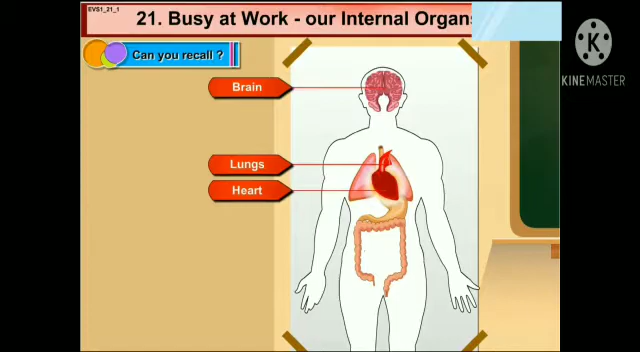 EVS1_21_1
21. Busy at Work - our Internal Organs
Can you recall ?
Brain
Lungs
Heart
K
KINEMASTER